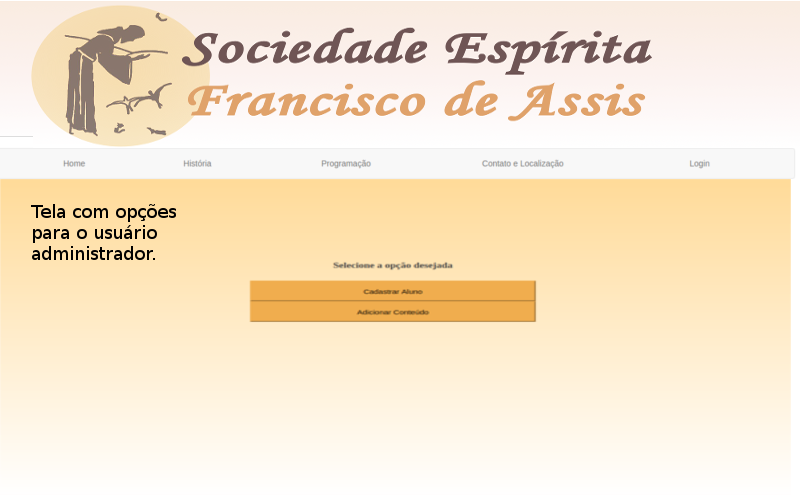 Sociedade Espírita
Francisco de Assis
Home História Programação Contato e Localização Login
Tela com opções
para o usuário
administrador.
Selecione a opção desejada
Cadastrar Aluno
Adicionar Conteúdo